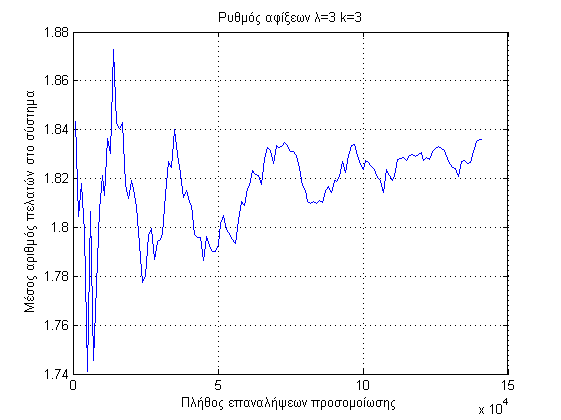 Ρυθμός αφίξεων λ=3 k=3
Μέσος αριθμός πελατών στο σύστημα
1.88
1.86
1.84
1.82
1.8
1.78
1.76
1.74
0 5 10 15
x 10^4
Πλήθος επαναλήψεων προσομοίωσης